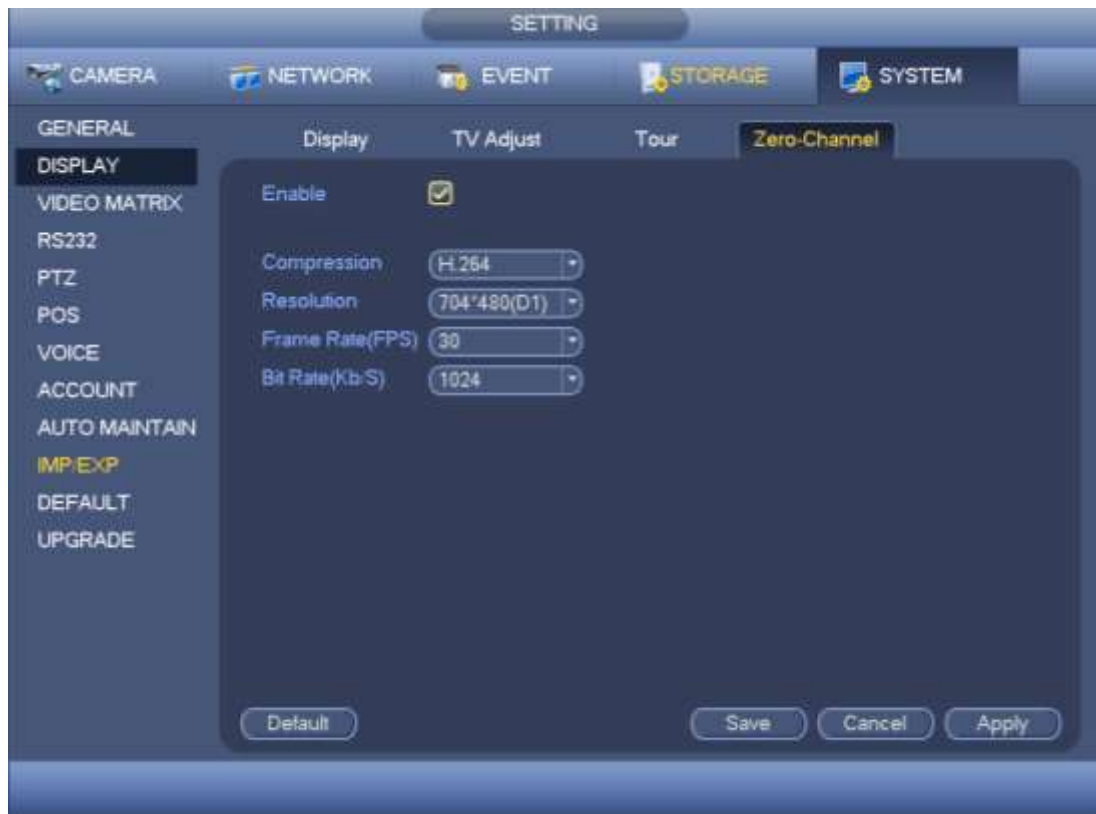 SETTING
CAMERA NETWORK EVENT STORAGE SYSTEM
GENERAL
DISPLAY
VIDEO MATRIX
RS232
PTZ
POS
VOICE
ACCOUNT
AUTO MAINTAIN
IMP/EXP
DEFAULT
UPGRADE
Display TV Adjust Tour Zero-Channel
Enable
Compression H.264
Resolution 704*480(D1)
Frame Rate(FPS) 30
Bit Rate(Kb/S) 1024
Default Save Cancel Apply